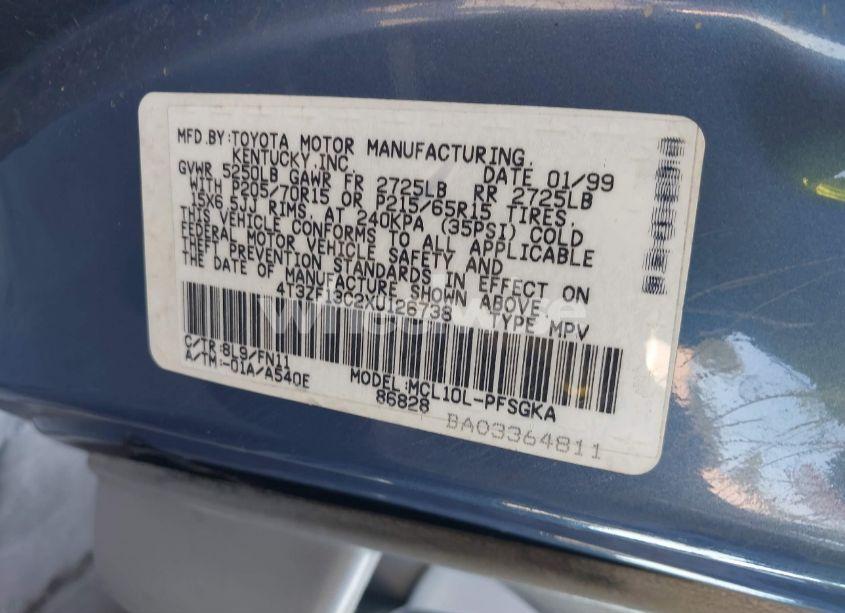 MFD.BY:TOYOTA MOTOR MANUFACTURING,
KENTUCKY,INC. DATE 01/99
GVWR 5250LB GAWR FR 2725LB RR 2725LB
WITH P205/70R15 OR P215/65R15 TIRES,
15X6.5JJ RIMS, AT 240KPA (35PSI) COLD
THIS VEHICLE CONFORMS TO ALL APPLICABLE
FEDERAL MOTOR VEHICLE SAFETY AND
THEFT PREVENTION STANDARDS IN EFFECT ON
THE DATE OF MANUFACTURE SHOWN ABOVE.
4T3ZF13C2XU126738 TYPE MPV
C/TR:8L9/FN11
A/TM:-01A/A540E
MODEL:MCL10L-PFSGKA
86828
BA03364811